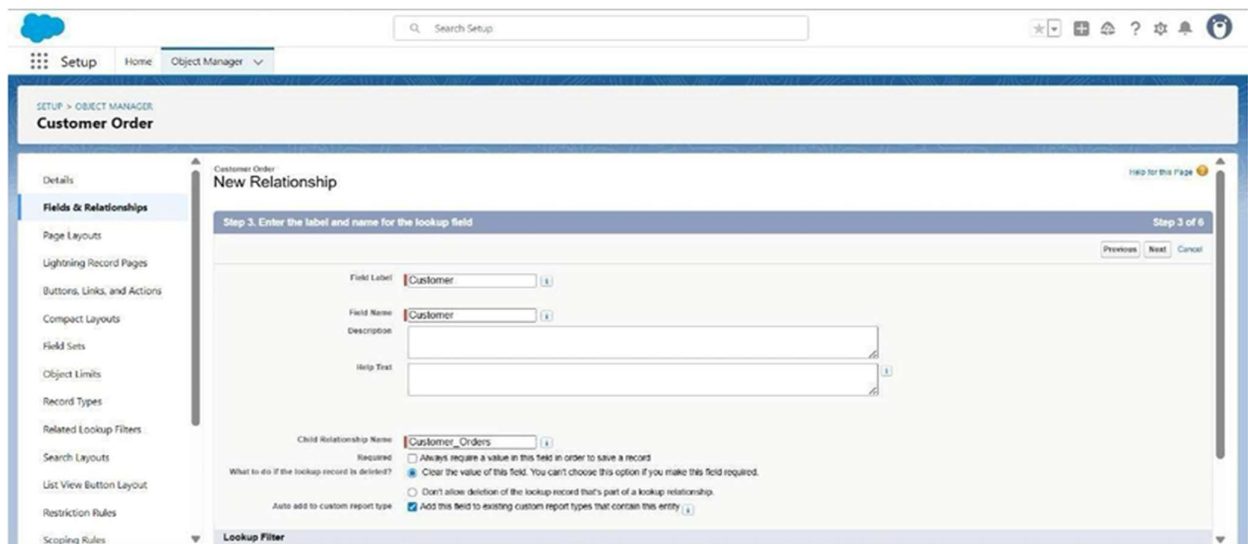 Search Setup
Setup Home Object Manager
SETUP > OBJECT MANAGER
Customer Order
Details
Fields & Relationships
Page Layouts
Lightning Record Pages
Buttons, Links, and Actions
Compact Layouts
Field Sets
Object Limits
Record Types
Related Lookup Filters
Search Layouts
List View Button Layout
Restriction Rules
Scoping Rules
Customer Order
New Relationship
Help for this Page
Step 3. Enter the label and name for the lookup field Step 3 of 6
Previous Next Cancel
Field Label Customer
Field Name Customer
Description
Help Text
Child Relationship Name Customer_Orders
Required Always require a value in this field in order to save a record
What to do if the lookup record is deleted? Clear the value of this field. You can't choose this option if you make this field required.
Don't allow deletion of the lookup record that's part of a lookup relationship.
Auto add to custom report type Add this field to existing custom report types that contain this entity
Lookup Filter